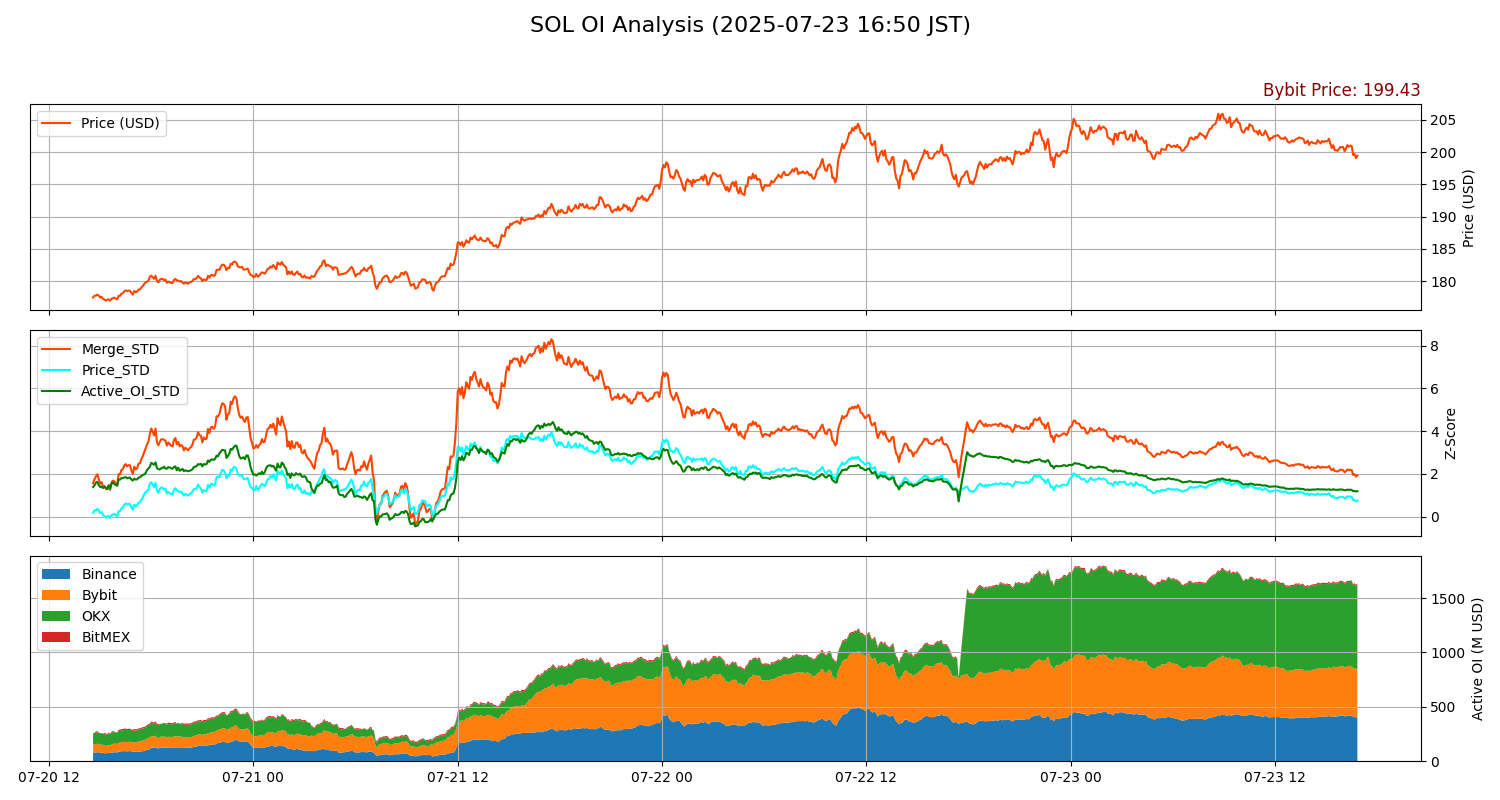 SOL OI Analysis (2025-07-23 16:50 JST)
Bybit Price: 199.43
Price (USD)
205
200
195
190
185
180
Price (USD)
Merge_STD
Price_STD
Active_OI_STD
8
6
4
2
0
Z-Score
Binance
Bybit
OKX
BitMEX
1500
1000
500
0
Active OI (M USD)
07-20 12
07-21 00
07-21 12
07-22 00
07-22 12
07-23 00
07-23 12